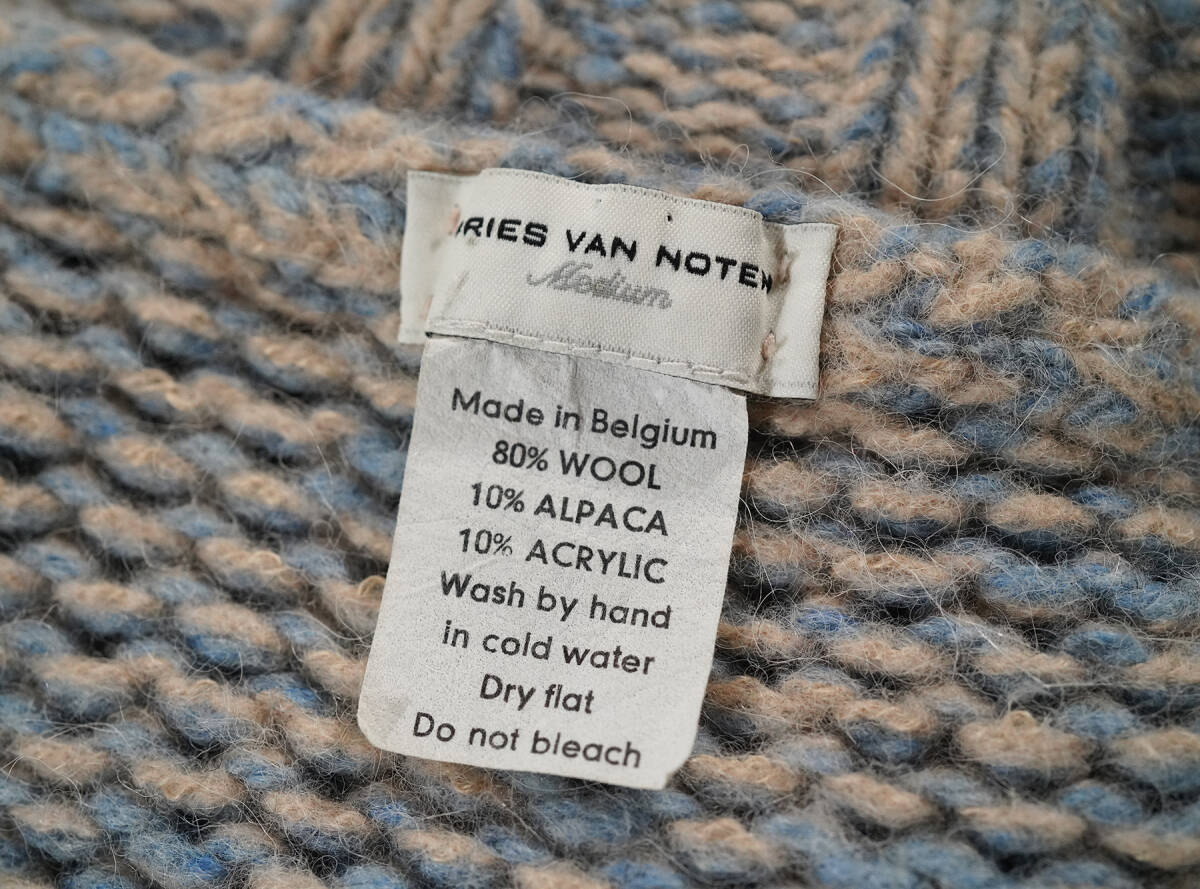 DRIES VAN NOTEN
Medium
Made in Belgium
80% WOOL
10% ALPACA
10% ACRYLIC
Wash by hand
in cold water
Dry flat
Do not bleach